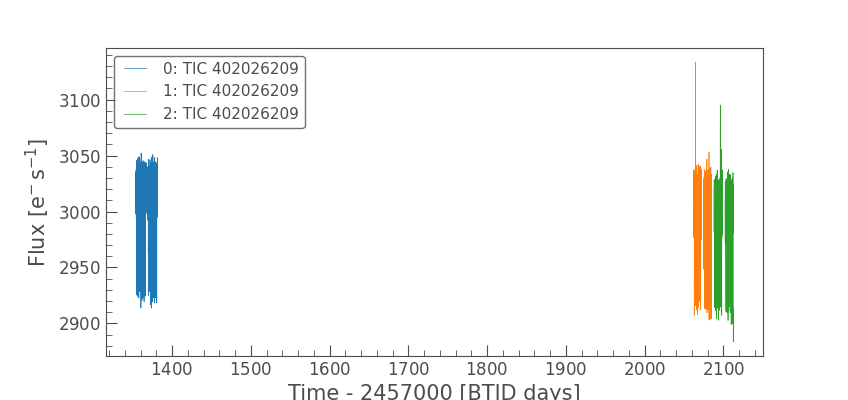 0: TIC 402026209
1: TIC 402026209
2: TIC 402026209
3100
3050
3000
2950
2900
Flux [e⁻ s⁻¹]
1400 1500 1600 1700 1800 1900 2000 2100
Time - 2457000 [BTJD days]